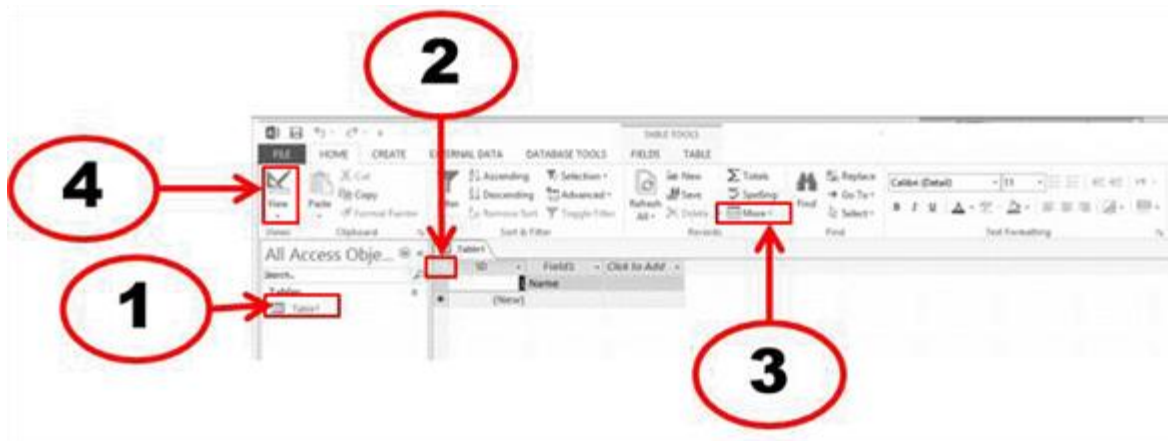 2
4
1
3
TABLE TOOLS
FILE HOME CREATE EXTERNAL DATA DATABASE TOOLS FIELDS TABLE
View Paste Cut Copy Format Painter
Ascending Descending Remove Sort Selection Advanced Toggle Filter
Refresh All New Save Delete Totals Spelling More
Find Replace Go To Select
Calibri (Detail) 11
B I U A
Views Clipboard Sort & Filter Records Find Text Formatting
All Access Obje...
Search...
Tables
Table1
Table1
ID Field1 Click to Add
Name
(New)